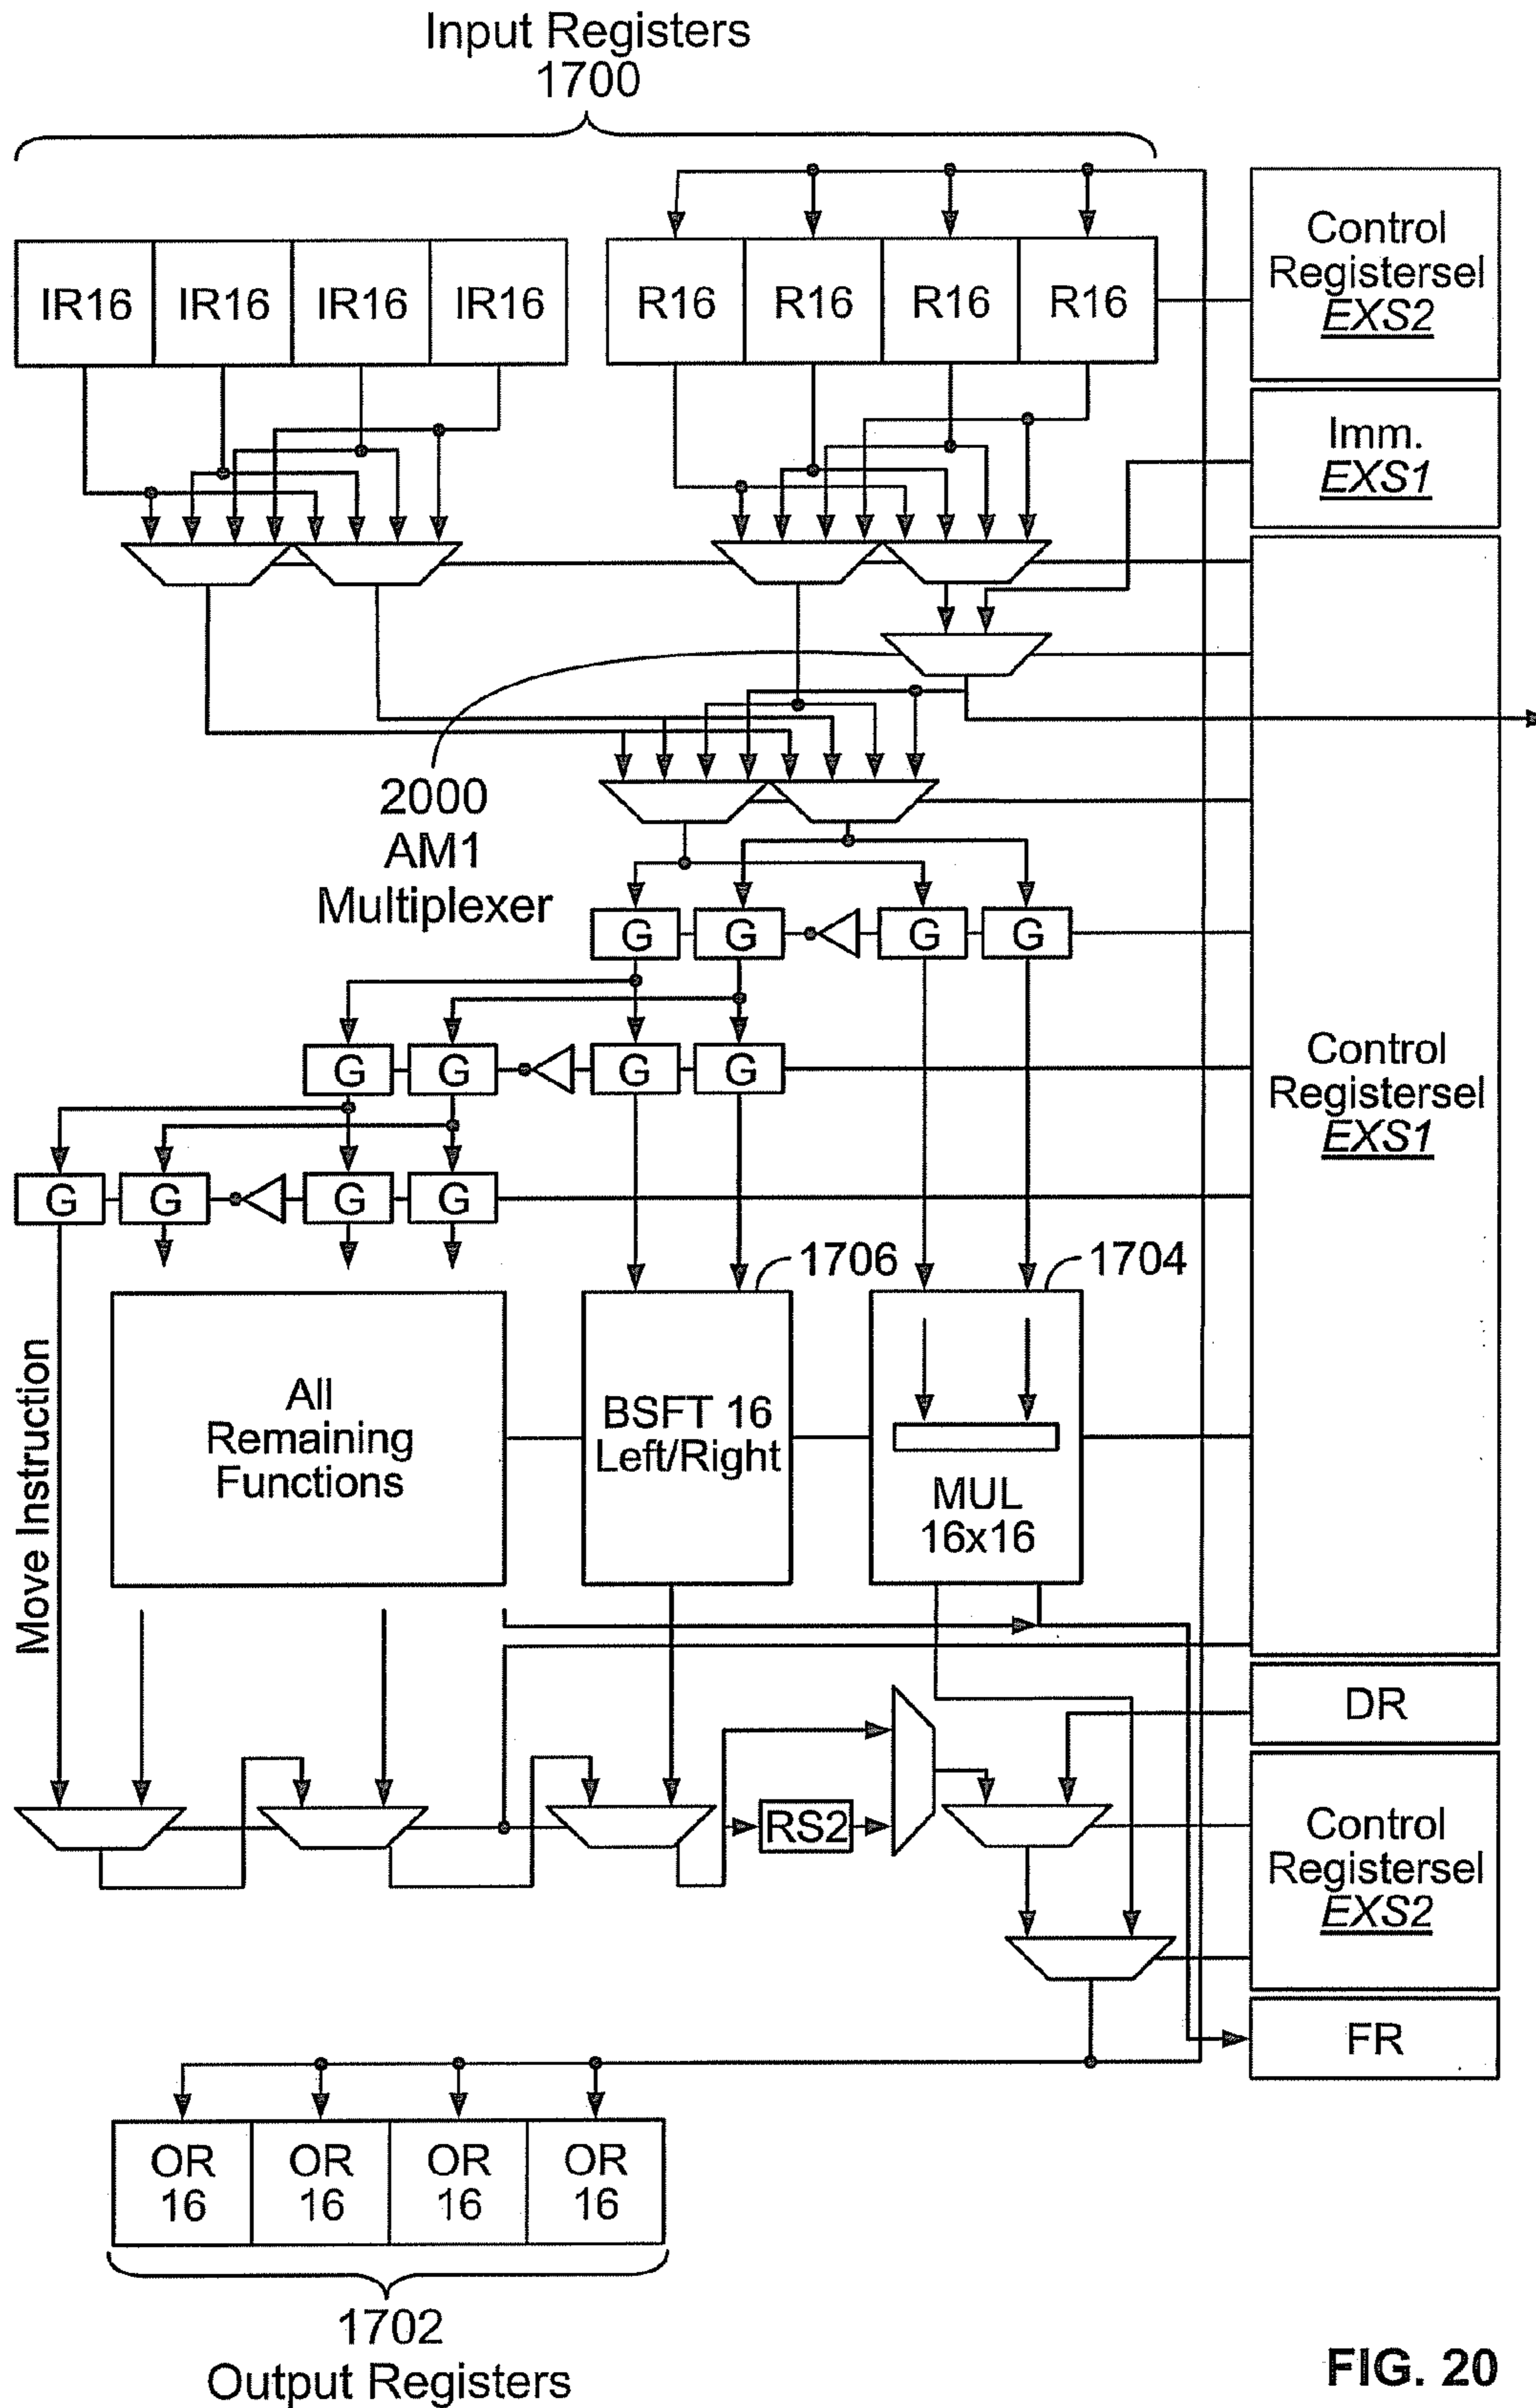 Input Registers
1700
IR16 IR16 IR16 IR16
R16 R16 R16 R16
Control
Registersel
EXS2
Imm.
EXS1
2000
AM1
Multiplexer
G G G G
G G G G
G G G G
Control
Registersel
EXS1
1706
1704
Move Instruction
All
Remaining
Functions
BSFT 16
Left/Right
MUL
16x16
DR
RS2
Control
Registersel
EXS2
FR
OR OR OR OR
16 16 16 16
1702
Output Registers
FIG. 20